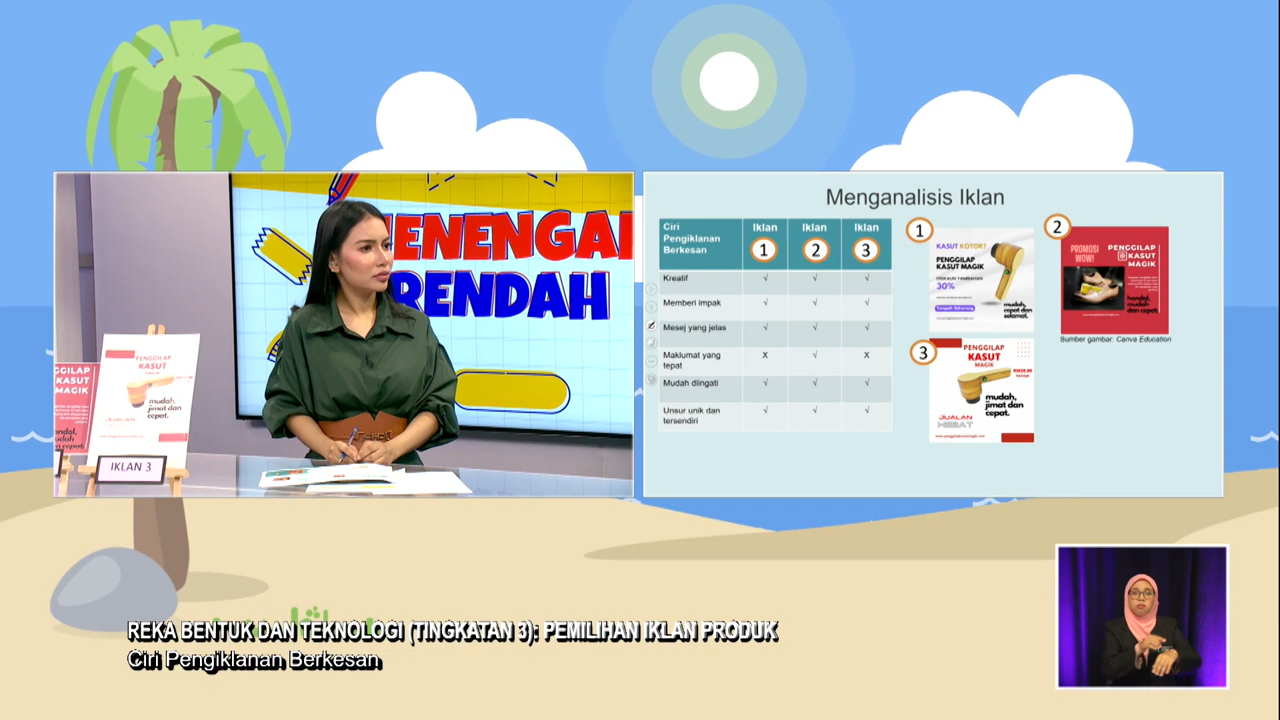 MENENGAH
RENDAH
PENGGILAP
KASUT
MAGIK
mudah,
jimat dan
cepat.
IKLAN 3
Menganalisis Iklan
Ciri Pengiklanan Berkesan
Iklan 1
Iklan 2
Iklan 3
Kreatif √ √ √
Memberi impak √ √ √
Mesej yang jelas √ √ √
Maklumat yang tepat X √ X
Mudah diingati √ √ √
Unsur unik dan tersendiri √ √ √
1
KASUT KOTOR?
PENGGILAP
KASUT MAGIK
30%
mudah,
cepat dan
selamat.
2
PROMOSI
WOW!
PENGGILAP
KASUT
MAGIK
handal,
mudah
dan cepat.
Sumber gambar: Canva Education
3
PENGGILAP
KASUT
MAGIK
mudah,
jimat dan
cepat.
JUALAN
HEBAT
REKA BENTUK DAN TEKNOLOGI (TINGKATAN 3): PEMILIHAN IKLAN PRODUK
Ciri Pengiklanan Berkesan